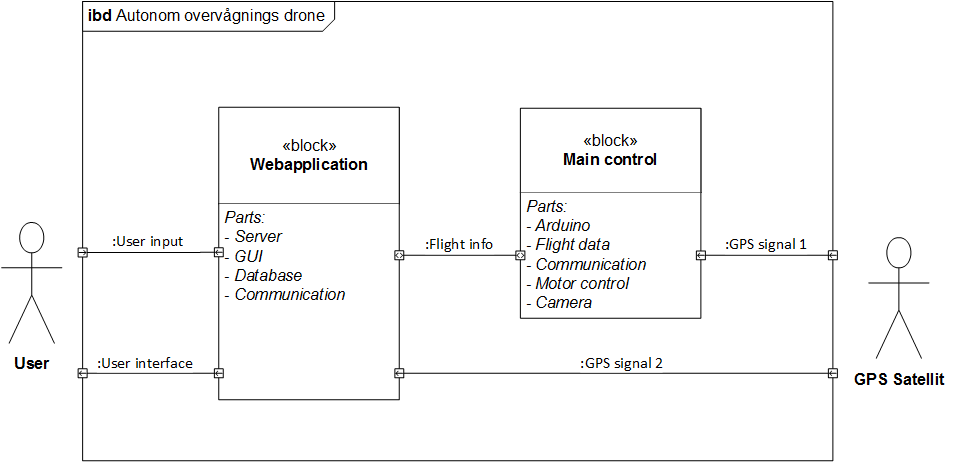 ibd Autonom overvågnings drone
«block»
Webapplication
Parts:
- Server
- GUI
- Database
- Communication
«block»
Main control
Parts:
- Arduino
- Flight data
- Communication
- Motor control
- Camera
:User input
:Flight info
:GPS signal 1
:User interface
:GPS signal 2
User
GPS Satellit